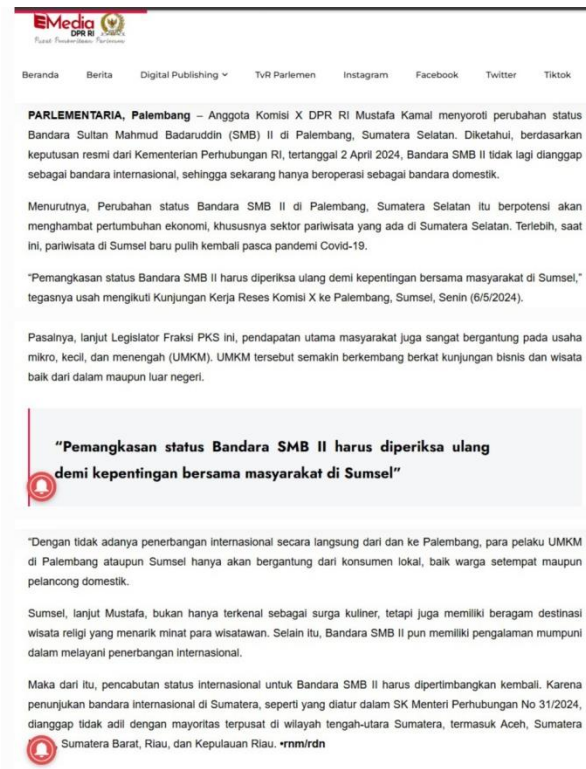 EMedia
DPR RI
Pusat Pemberitaan Parlemen
Beranda Berita Digital Publishing TvR Parlemen Instagram Facebook Twitter Tiktok
PARLEMENTARIA, Palembang – Anggota Komisi X DPR RI Mustafa Kamal menyoroti perubahan status
Bandara Sultan Mahmud Badaruddin (SMB) II di Palembang, Sumatera Selatan. Diketahui, berdasarkan
keputusan resmi dari Kementerian Perhubungan RI, tertanggal 2 April 2024, Bandara SMB II tidak lagi dianggap
sebagai bandara internasional, sehingga sekarang hanya beroperasi sebagai bandara domestik.
Menurutnya, Perubahan status Bandara SMB II di Palembang, Sumatera Selatan itu berpotensi akan
menghambat pertumbuhan ekonomi, khususnya sektor pariwisata yang ada di Sumatera Selatan. Terlebih, saat
ini, pariwisata di Sumsel baru pulih kembali pasca pandemi Covid-19.
“Pemangkasan status Bandara SMB II harus diperiksa ulang demi kepentingan bersama masyarakat di Sumsel,”
tegasnya usah mengikuti Kunjungan Kerja Reses Komisi X ke Palembang, Sumsel, Senin (6/5/2024).
Pasalnya, lanjut Legislator Fraksi PKS ini, pendapatan utama masyarakat juga sangat bergantung pada usaha
mikro, kecil, dan menengah (UMKM). UMKM tersebut semakin berkembang berkat kunjungan bisnis dan wisata
baik dari dalam maupun luar negeri.
“Pemangkasan status Bandara SMB II harus diperiksa ulang
demi kepentingan bersama masyarakat di Sumsel”
“Dengan tidak adanya penerbangan internasional secara langsung dari dan ke Palembang, para pelaku UMKM
di Palembang ataupun Sumsel hanya akan bergantung dari konsumen lokal, baik warga setempat maupun
pelancong domestik.
Sumsel, lanjut Mustafa, bukan hanya terkenal sebagai surga kuliner, tetapi juga memiliki beragam destinasi
wisata religi yang menarik minat para wisatawan. Selain itu, Bandara SMB II pun memiliki pengalaman mumpuni
dalam melayani penerbangan internasional.
Maka dari itu, pencabutan status internasional untuk Bandara SMB II harus dipertimbangkan kembali. Karena
penunjukan bandara internasional di Sumatera, seperti yang diatur dalam SK Menteri Perhubungan No 31/2024,
dianggap tidak adil dengan mayoritas terpusat di wilayah tengah-utara Sumatera, termasuk Aceh, Sumatera
Sumatera Barat, Riau, dan Kepulauan Riau. •rnm/rdn